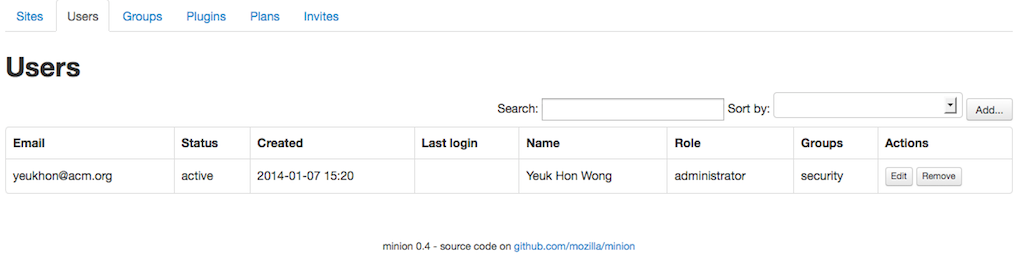 Sites Users Groups Plugins Plans Invites
Users
Search: Sort by: Add...
Email Status Created Last login Name Role Groups Actions
yeukhon@acm.org active 2014-01-07 15:20 Yeuk Hon Wong administrator security Edit Remove
minion 0.4 - source code on github.com/mozilla/minion